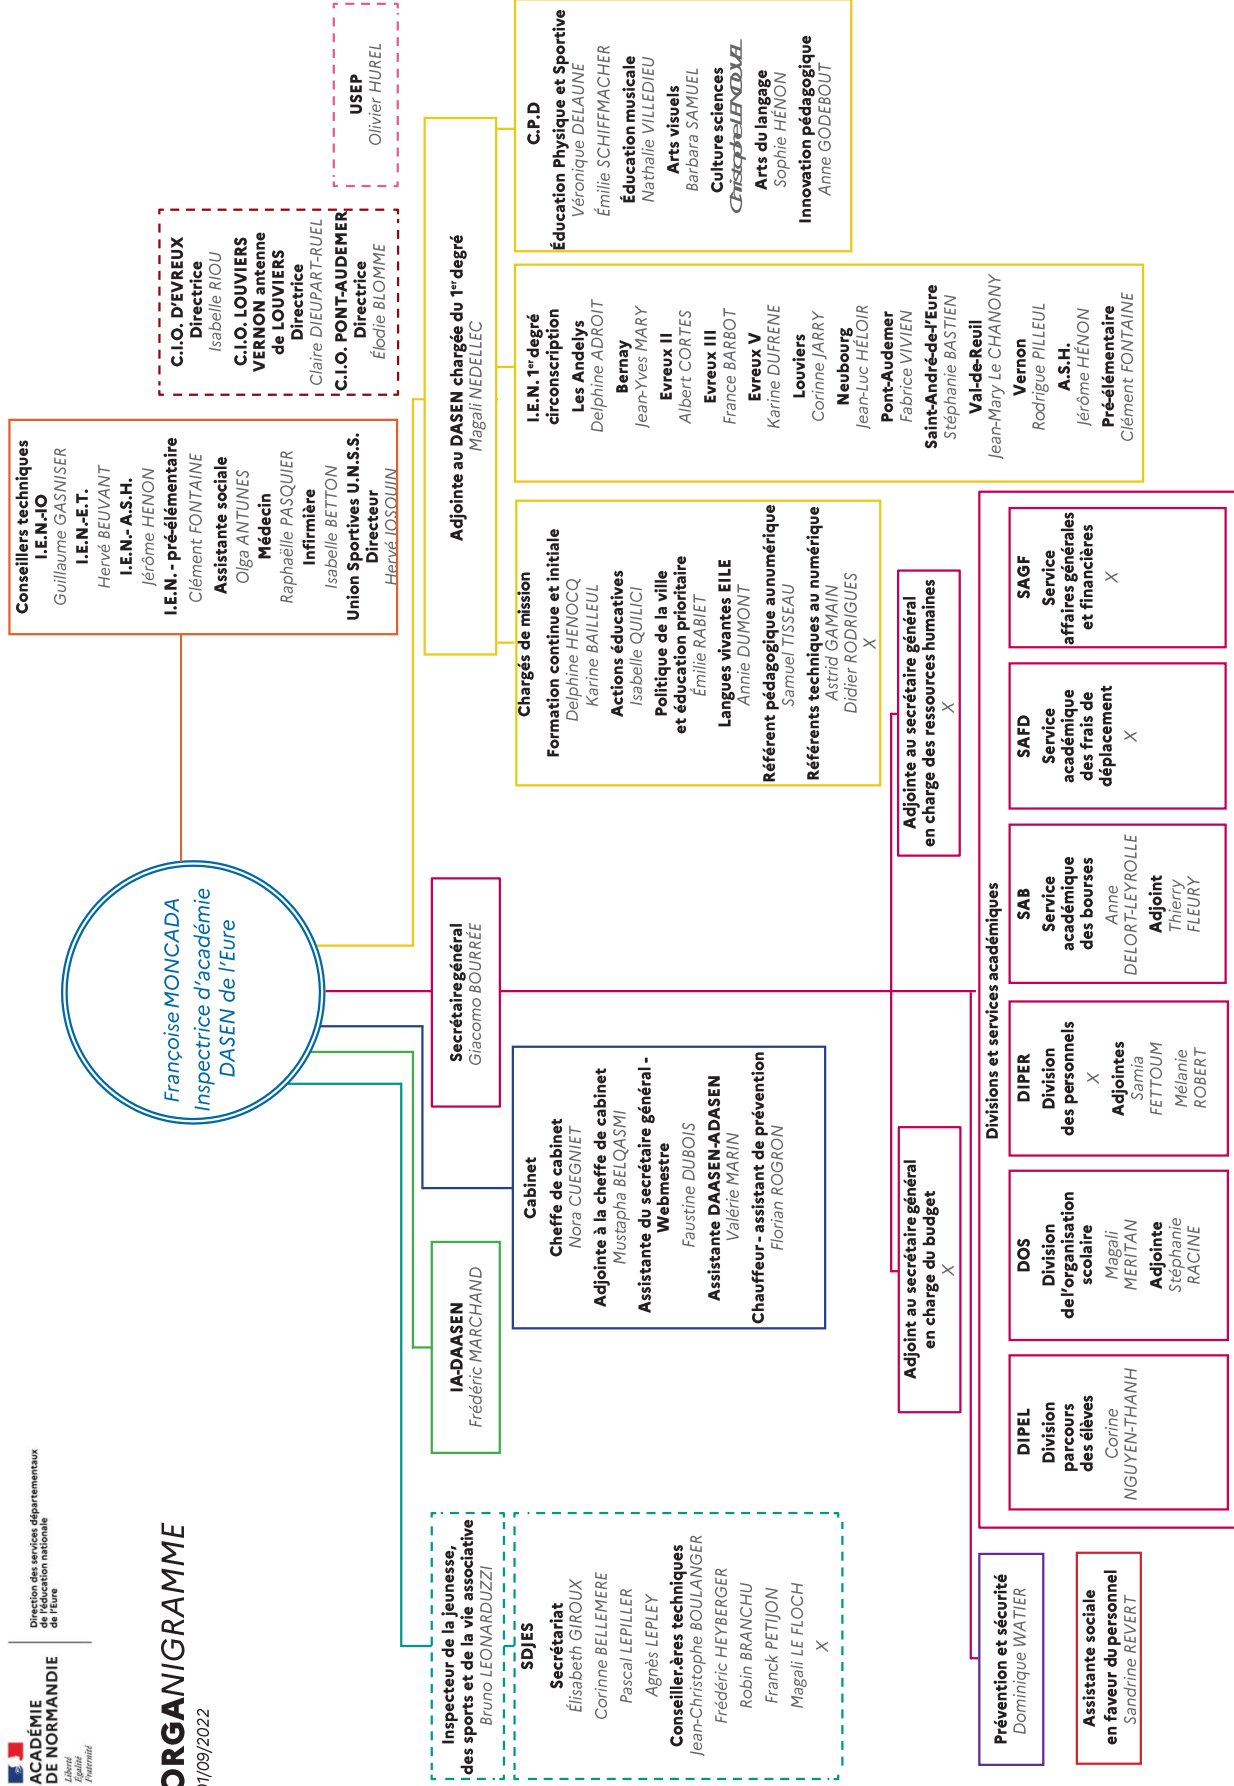 ACADÉMIE
DE NORMANDIE
Liberté
Égalité
Fraternité
Direction des services départementaux
de l'éducation nationale
de l'Eure
ORGANIGRAMME
01/09/2022
Françoise MONCADA
Inspectrice d'académie
DASEN de l'Eure
Conseillers techniques
I.E.N.-IO
Guillaume GASNISER
I.E.N.-E.T.
Hervé BEUVANT
I.E.N.- A.S.H.
Jérôme HENON
I.E.N. - pré-élémentaire
Clément FONTAINE
Assistante sociale
Olga ANTUNES
Médecin
Raphaëlle PASQUIER
Infirmière
Isabelle BETTON
Union Sportives U.N.S.S.
Directeur
Hervé JOSQUIN
C.I.O. D'EVREUX
Directrice
Isabelle RIOU
C.I.O. LOUVIERS
VERNON antenne
de LOUVIERS
Directrice
Claire DIEUPART-RUEL
C.I.O. PONT-AUDEMER
Directrice
Élodie BLOMME
USEP
Olivier HUREL
Inspecteur de la jeunesse,
des sports et de la vie associative
Bruno LEONARDUZZI
SDJES
Secrétariat
Élisabeth GIROUX
Corinne BELLEMERE
Pascal LEPILLER
Agnès LEPLEY
Conseiller.ères techniques
Jean-Christophe BOULANGER
Frédéric HEYBERGER
Robin BRANCHU
Franck PETIJON
Magali LE FLOCH
X
IA-DAASEN
Frédéric MARCHAND
Cabinet
Cheffe de cabinet
Nora CUEGNIET
Adjointe à la cheffe de cabinet
Mustapha BELQASMI
Assistante du secrétaire général -
Webmestre
Faustine DUBOIS
Assistante DAASEN-ADASEN
Valérie MARIN
Chauffeur - assistant de prévention
Florian ROGRON
Secrétairegénéral
Giacomo BOURRÉE
Adjointe au DASEN chargée du 1er degré
Magali NEDELLEC
Chargés de mission
Formation continue et initiale
Delphine HENOCQ
Karine BAILLEUL
Actions éducatives
Isabelle QUILICI
Politique de la ville
et éducation prioritaire
Émilie RABIET
Langues vivantes EILE
Annie DUMONT
Référent pédagogique aunumérique
Samuel TISSEAU
Référents techniques au numérique
Astrid GAMAIN
Didier RODRIGUES
X
I.E.N. 1er degré
circonscription
Les Andelys
Delphine ADROIT
Bernay
Jean-Yves MARY
Evreux II
Albert CORTES
Evreux III
France BARBOT
Evreux V
Karine DUFRENE
Louviers
Corinne JARRY
Neubourg
Jean-Luc HÉLOIR
Pont-Audemer
Fabrice VIVIEN
Saint-André-de-l'Eure
Stéphanie BASTIEN
Val-de-Reuil
Jean-Mary Le CHANONY
Vernon
Rodrigue PILLEUL
A.S.H.
Jérôme HÉNON
Pré-élémentaire
Clément FONTAINE
C.P.D
Éducation Physique et Sportive
Véronique DELAUNE
Émilie SCHIFFMACHER
Éducation musicale
Nathalie VILLEDIEU
Arts visuels
Barbara SAMUEL
Culture sciences
Christophe
Arts du langage
Sophie HÉNON
Innovation pédagogique
Anne GODEBOUT
Adjoint au secrétaire général
en charge du budget
X
Adjointe au secrétaire général
en charge des ressources humaines
X
Prévention et sécurité
Dominique WATIER
Assistante sociale
en faveur du personnel
Sandrine REVERT
Divisions et services académiques
DIPEL
Division
parcours
des élèves
Corine
NGUYEN-THANH
DOS
Division
de l'organisation
scolaire
Magali
MERITAN
Adjointe
Stéphanie
RACINE
DIPER
Division
des personnels
X
Adjointes
Samia
FETTOUM
Mélanie
ROBERT
SAB
Service
académique
des bourses
Anne
DELORT-LEYROLLE
Adjoint
Thierry
FLEURY
SAFD
Service
académique
des frais de
déplacement
X
SAGF
Service
affaires générales
et financières
X